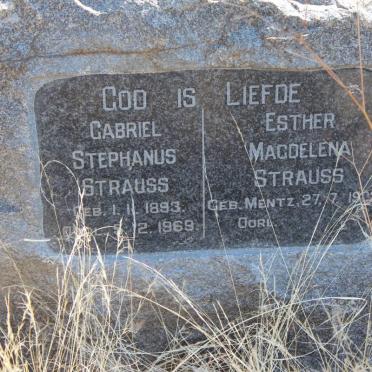 GOD IS LIEFDE
GABRIEL
STEPHANUS
STRAUSS
GEB. 1.1.1893.
12.1969.
ESTHER
MAGDELENA
STRAUSS
GEB. MENTZ. 27.7.
OORL